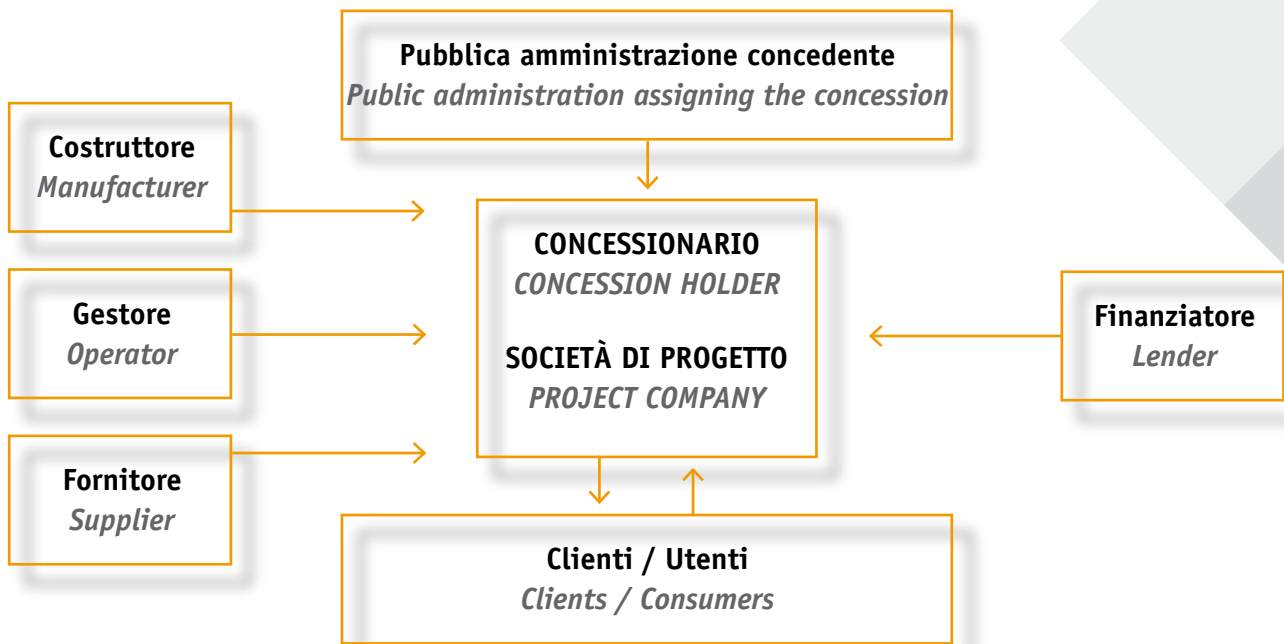 Pubblica amministrazione concedente
Public administration assigning the concession
Costruttore
Manufacturer
CONCESSIONARIO
CONCESSION HOLDER
Gestore
Operator
SOCIETÀ DI PROGETTO
PROJECT COMPANY
Finanziatore
Lender
Fornitore
Supplier
Clienti / Utenti
Clients / Consumers